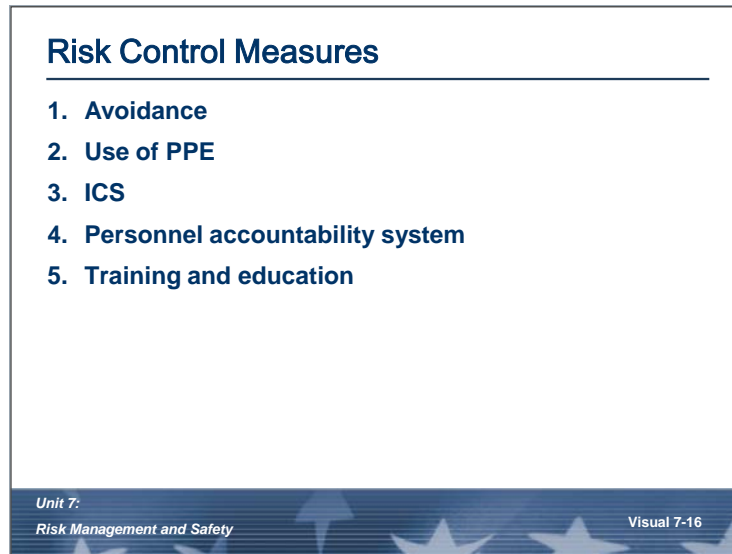 Risk Control Measures
1. Avoidance
2. Use of PPE
3. ICS
4. Personnel accountability system
5. Training and education
Unit 7:
Risk Management and Safety
Visual 7-16